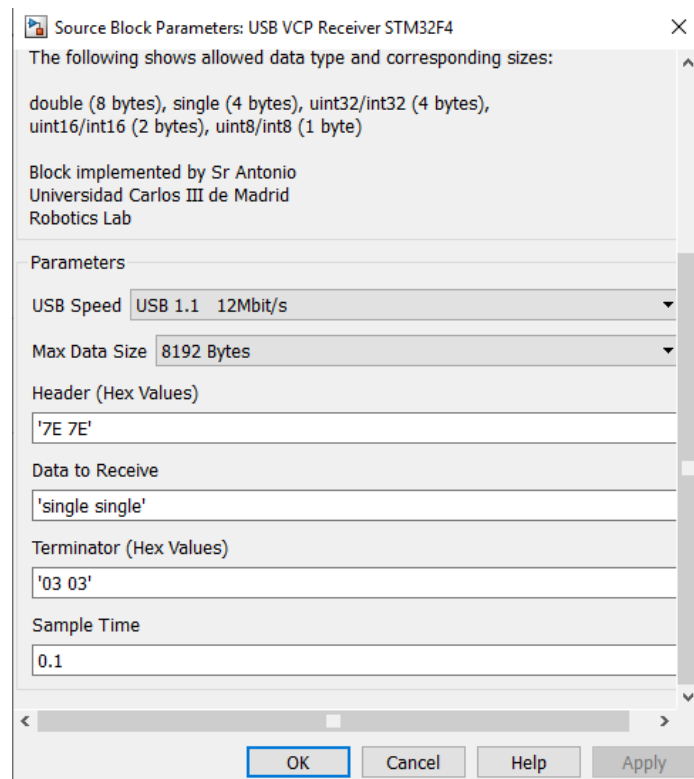 Source Block Parameters: USB VCP Receiver STM32F4
The following shows allowed data type and corresponding sizes:
double (8 bytes), single (4 bytes), uint32/int32 (4 bytes),
uint16/int16 (2 bytes), uint8/int8 (1 byte)
Block implemented by Sr Antonio
Universidad Carlos III de Madrid
Robotics Lab
Parameters
USB Speed USB 1.1 12Mbit/s
Max Data Size 8192 Bytes
Header (Hex Values)
'7E 7E'
Data to Receive
'single single'
Terminator (Hex Values)
'03 03'
Sample Time
0.1
OK Cancel Help Apply